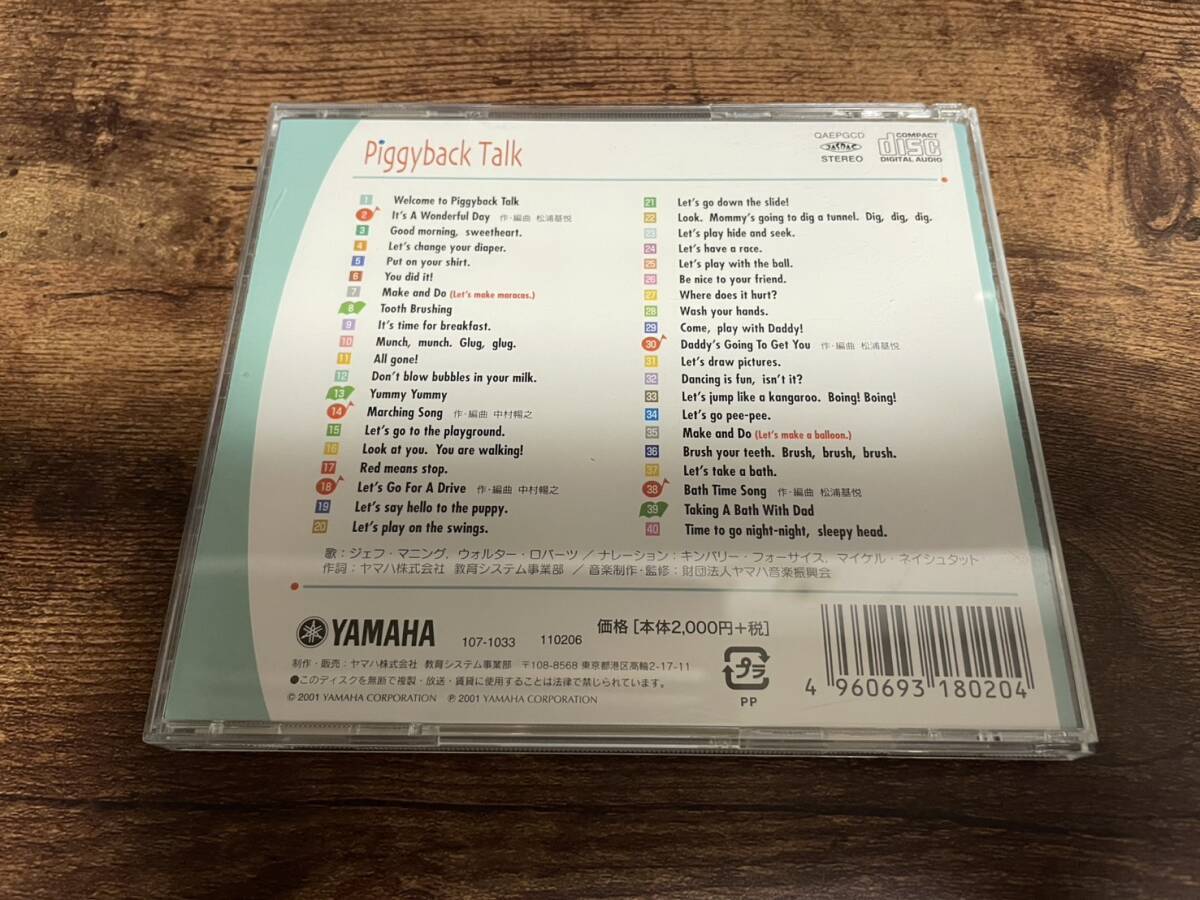 Piggyback Talk
QAEPGCD
JASRAC
STEREO
COMPACT
disc
DIGITAL AUDIO
1 Welcome to Piggyback Talk
2 It's A Wonderful Day 作・編曲 松浦基悦
3 Good morning, sweetheart.
4 Let's change your diaper.
5 Put on your shirt.
6 You did it!
7 Make and Do (Let's make maracas.)
8 Tooth Brushing
9 It's time for breakfast.
10 Munch, munch. Glug, glug.
11 All gone!
12 Don't blow bubbles in your milk.
13 Yummy Yummy
14 Marching Song 作・編曲 中村暢之
15 Let's go to the playground.
16 Look at you. You are walking!
17 Red means stop.
18 Let's Go For A Drive 作・編曲 中村暢之
19 Let's say hello to the puppy.
20 Let's play on the swings.
21 Let's go down the slide!
22 Look. Mommy's going to dig a tunnel. Dig, dig, dig.
23 Let's play hide and seek.
24 Let's have a race.
25 Let's play with the ball.
26 Be nice to your friend.
27 Where does it hurt?
28 Wash your hands.
29 Come, play with Daddy!
30 Daddy's Going To Get You 作・編曲 松浦基悦
31 Let's draw pictures.
32 Dancing is fun, isn't it?
33 Let's jump like a kangaroo. Boing! Boing!
34 Let's go pee-pee.
35 Make and Do (Let's make a balloon.)
36 Brush your teeth. Brush, brush, brush.
37 Let's take a bath.
38 Bath Time Song 作・編曲 松浦基悦
39 Taking A Bath With Dad
40 Time to go night-night, sleepy head.
歌：ジェフ・マニング，ウォルター・ロバーツ／ナレーション：キンバリー・フォーサイス，マイケル・ネイシュタット
作詞：ヤマハ株式会社 教育システム事業部 ／音楽制作・監修：財団法人ヤマハ音楽振興会
YAMAHA 107-1033 110206 価格［本体2,000円+税］
制作・販売：ヤマハ株式会社 教育システム事業部 〒108-8568 東京都港区高輪2-17-11
●このディスクを無断で複製・放送・賃貸に使用することは法律で禁じられています。
© 2001 YAMAHA CORPORATION ℗ 2001 YAMAHA CORPORATION
プラ
PP
4 960693 180204